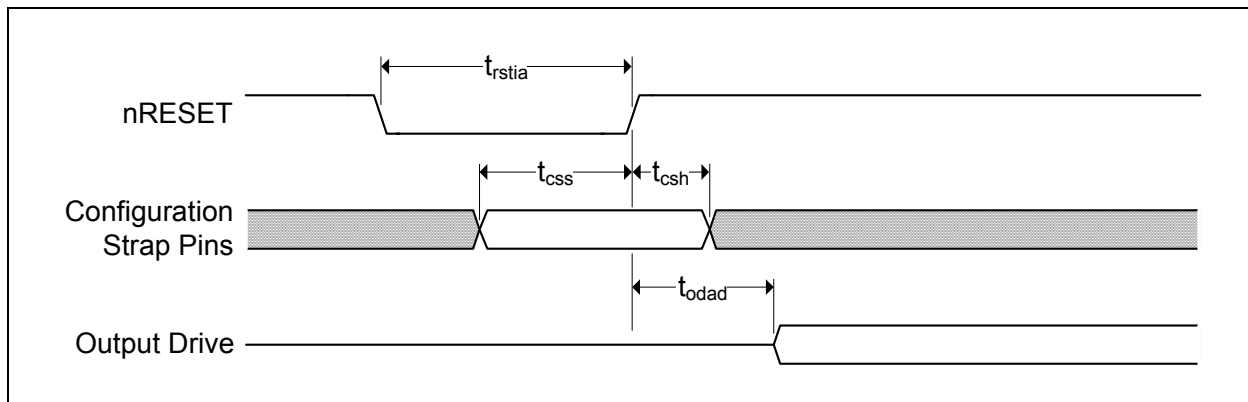 t_rstia
nRESET
t_css
t_csh
Configuration
Strap Pins
t_odad
Output Drive